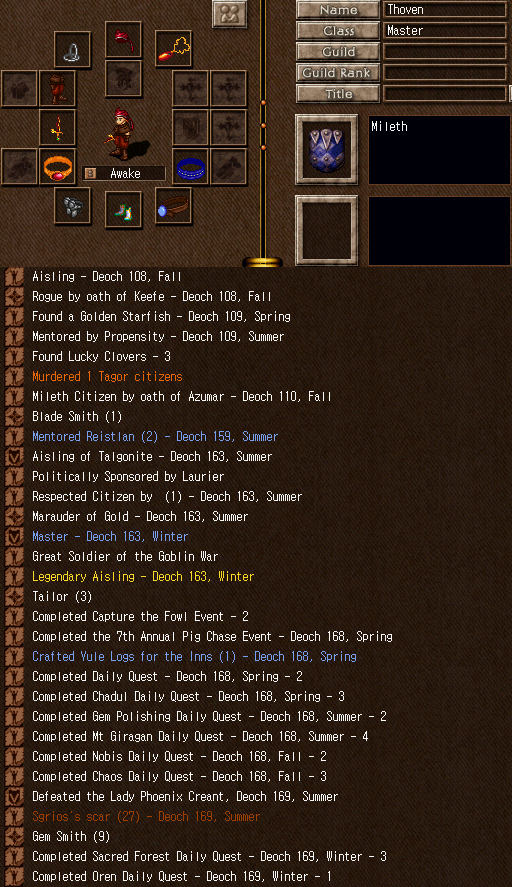 Name Thoven
Class Master
Guild
Guild Rank
Title
Mileth
Awake
Aisling - Deoch 108, Fall
Rogue by oath of Keefe - Deoch 108, Fall
Found a Golden Starfish - Deoch 109, Spring
Mentored by Propensity - Deoch 109, Summer
Found Lucky Clovers - 3
Murdered 1 Tagor citizens
Mileth Citizen by oath of Azumar - Deoch 110, Fall
Blade Smith (1)
Mentored Reistlan (2) - Deoch 159, Summer
Aisling of Talgonite - Deoch 163, Summer
Politically Sponsored by Laurier
Respected Citizen by (1) - Deoch 163, Summer
Marauder of Gold - Deoch 163, Summer
Master - Deoch 163, Winter
Great Soldier of the Goblin War
Legendary Aisling - Deoch 163, Winter
Tailor (3)
Completed Capture the Fowl Event - 2
Completed the 7th Annual Pig Chase Event - Deoch 168, Spring
Crafted Yule Logs for the Inns (1) - Deoch 168, Spring
Completed Daily Quest - Deoch 168, Spring - 2
Completed Chadul Daily Quest - Deoch 168, Spring - 3
Completed Gem Polishing Daily Quest - Deoch 168, Summer - 2
Completed Mt Giragan Daily Quest - Deoch 168, Summer - 4
Completed Nobis Daily Quest - Deoch 168, Fall - 2
Completed Chaos Daily Quest - Deoch 168, Fall - 3
Defeated the Lady Phoenix Creant, Deoch 169, Summer
Sgrios's scar (27) - Deoch 169, Summer
Gem Smith (9)
Completed Sacred Forest Daily Quest - Deoch 169, Winter - 3
Completed Oren Daily Quest - Deoch 169, Winter - 1